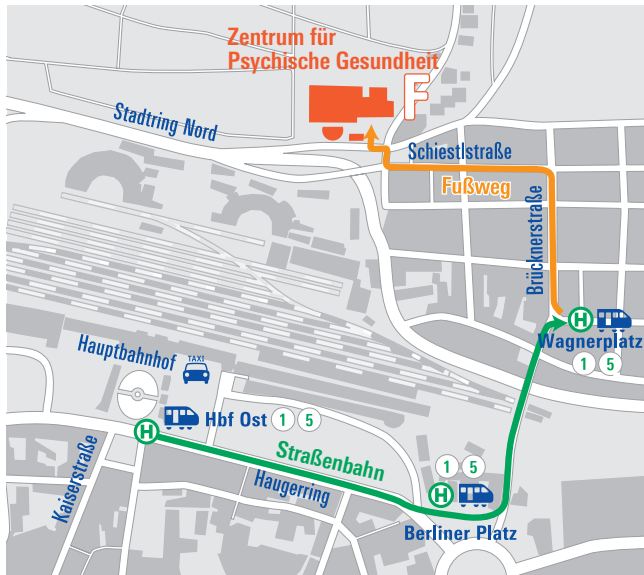 Zentrum für
Psychische Gesundheit
F
Stadtring Nord
Schiestlstraße
Fußweg
Brücknerstraße
H
Wagnerplatz
1 5
Hauptbahnhof
TAXI
H
Hbf Ost 1 5
Straßenbahn
Haugerring
Kaiserstraße
1 5
H
Berliner Platz